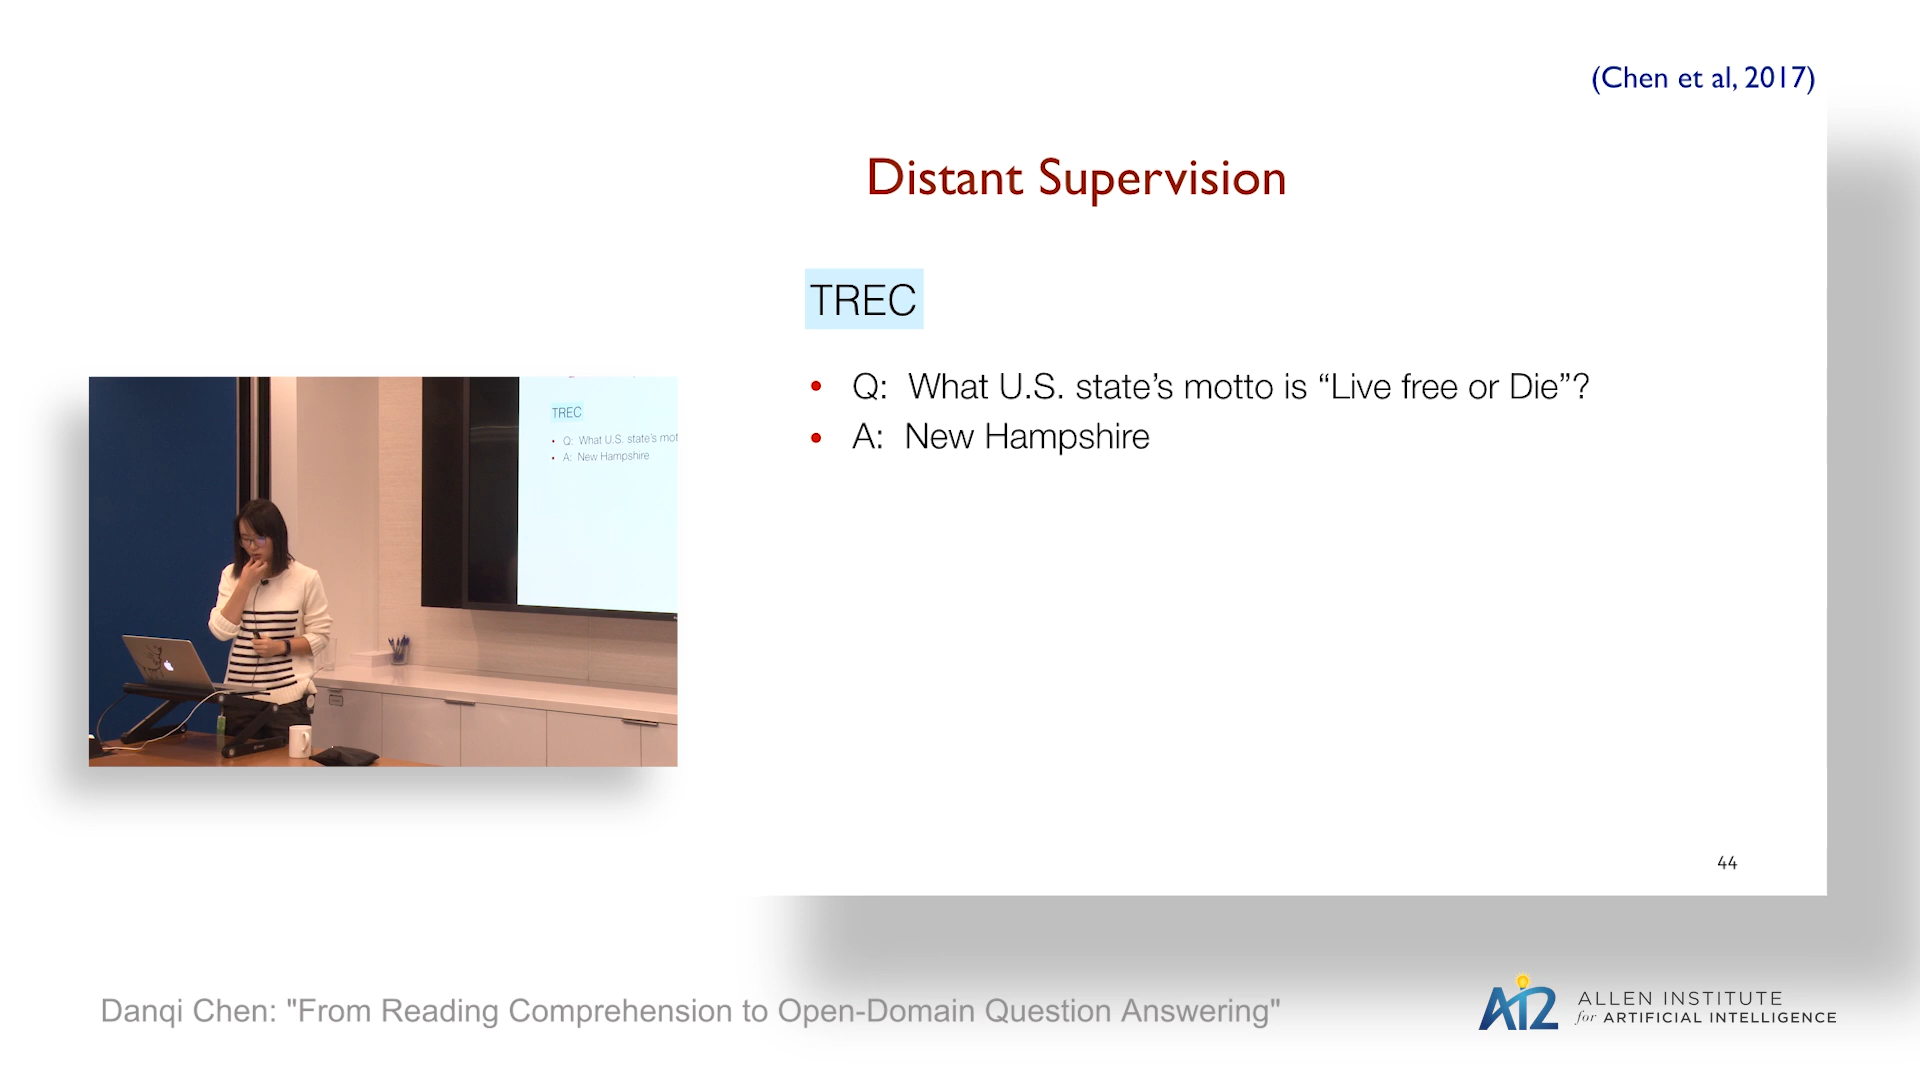 (Chen et al, 2017)
Distant Supervision
TREC
• Q: What U.S. state's motto is “Live free or Die”?
• A: New Hampshire
TREC
• Q: What U.S. state's mot
• A: New Hampshire
44
Danqi Chen: "From Reading Comprehension to Open-Domain Question Answering"
AI2 ALLEN INSTITUTE
for ARTIFICIAL INTELLIGENCE